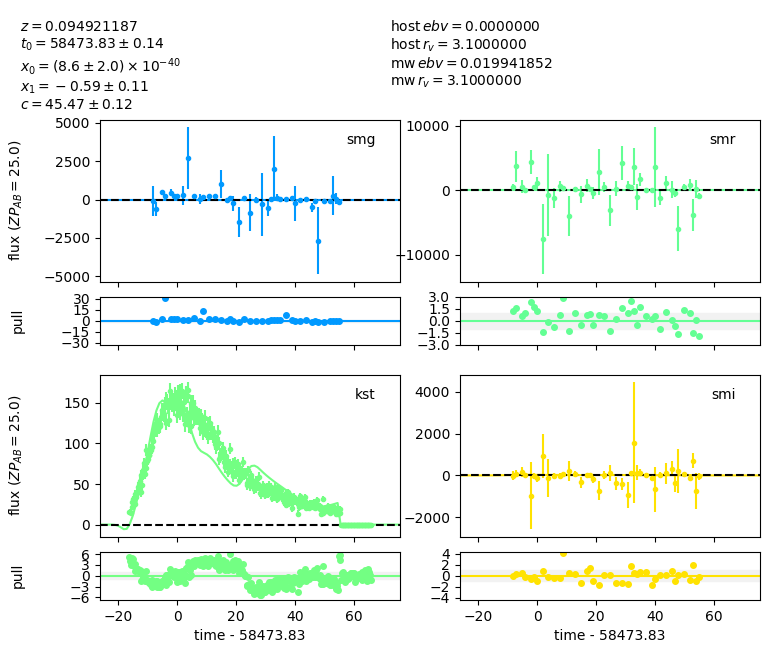 z = 0.094921187
t₀ = 58473.83 ± 0.14
x₀ = (8.6 ± 2.0) × 10⁻⁴⁰
x₁ = −0.59 ± 0.11
c = 45.47 ± 0.12
host ebv = 0.0000000
host rᵥ = 3.1000000
mw ebv = 0.019941852
mw rᵥ = 3.1000000
smg
5000
2500
0
−2500
−5000
flux (ZP_AB = 25.0)
smr
10000
0
−10000
30
15
0
−15
−30
pull
3.0
1.5
0.0
−1.5
−3.0
kst
150
100
50
0
flux (ZP_AB = 25.0)
smi
4000
2000
0
−2000
6
3
0
−3
−6
pull
−20 0 20 40 60
time - 58473.83
4
2
0
−2
−4
−20 0 20 40 60
time - 58473.83